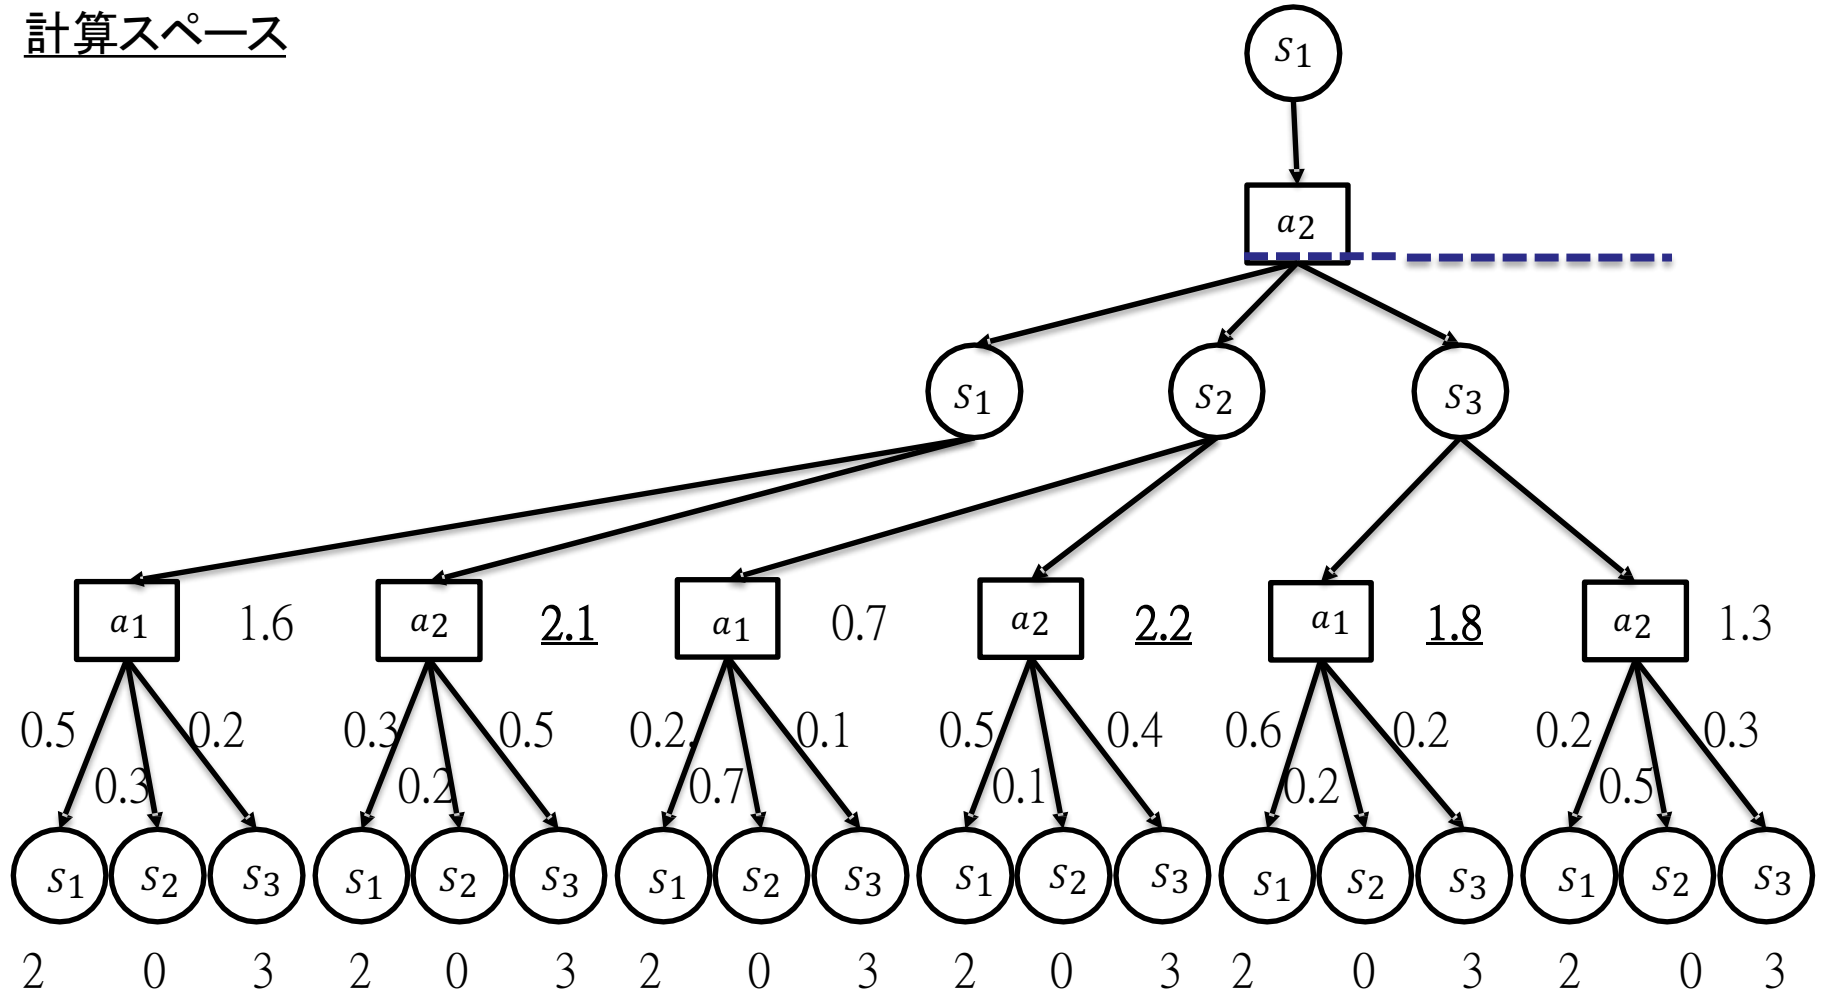 計算スペース
S1
a2
S1 S2 S3
a1 1.6 a2 2.1 a1 0.7 a2 2.2 a1 1.8 a2 1.3
0.5 0.2 0.3 0.5 0.2. 0.1 0.5 0.4 0.6 0.2 0.2 0.3
0.3 0.2 0.7 0.1 0.2 0.5
S1 S2 S3 S1 S2 S3 S1 S2 S3 S1 S2 S3 S1 S2 S3 S1 S2 S3
2 0 3 2 0 3 2 0 3 2 0 3 2 0 3 2 0 3